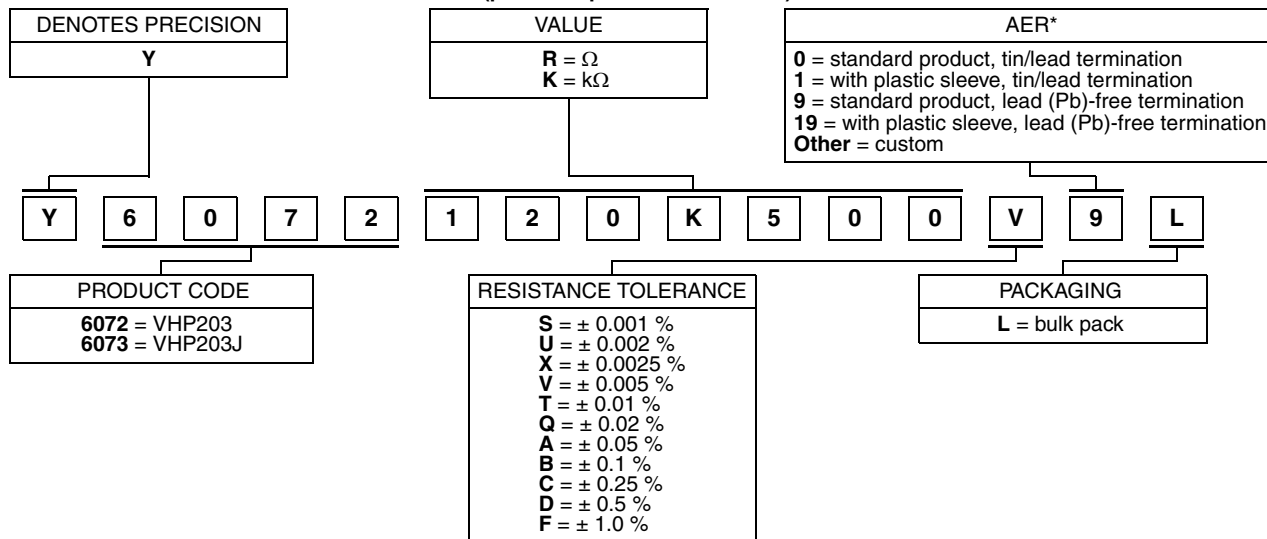 DENOTES PRECISION
Y
VALUE
R = Ω
K = kΩ
AER*
0 = standard product, tin/lead termination
1 = with plastic sleeve, tin/lead termination
9 = standard product, lead (Pb)-free termination
19 = with plastic sleeve, lead (Pb)-free termination
Other = custom
Y 6 0 7 2 1 2 0 K 5 0 0 V 9 L
PRODUCT CODE
6072 = VHP203
6073 = VHP203J
RESISTANCE TOLERANCE
S = ± 0.001 %
U = ± 0.002 %
X = ± 0.0025 %
V = ± 0.005 %
T = ± 0.01 %
Q = ± 0.02 %
A = ± 0.05 %
B = ± 0.1 %
C = ± 0.25 %
D = ± 0.5 %
F = ± 1.0 %
PACKAGING
L = bulk pack